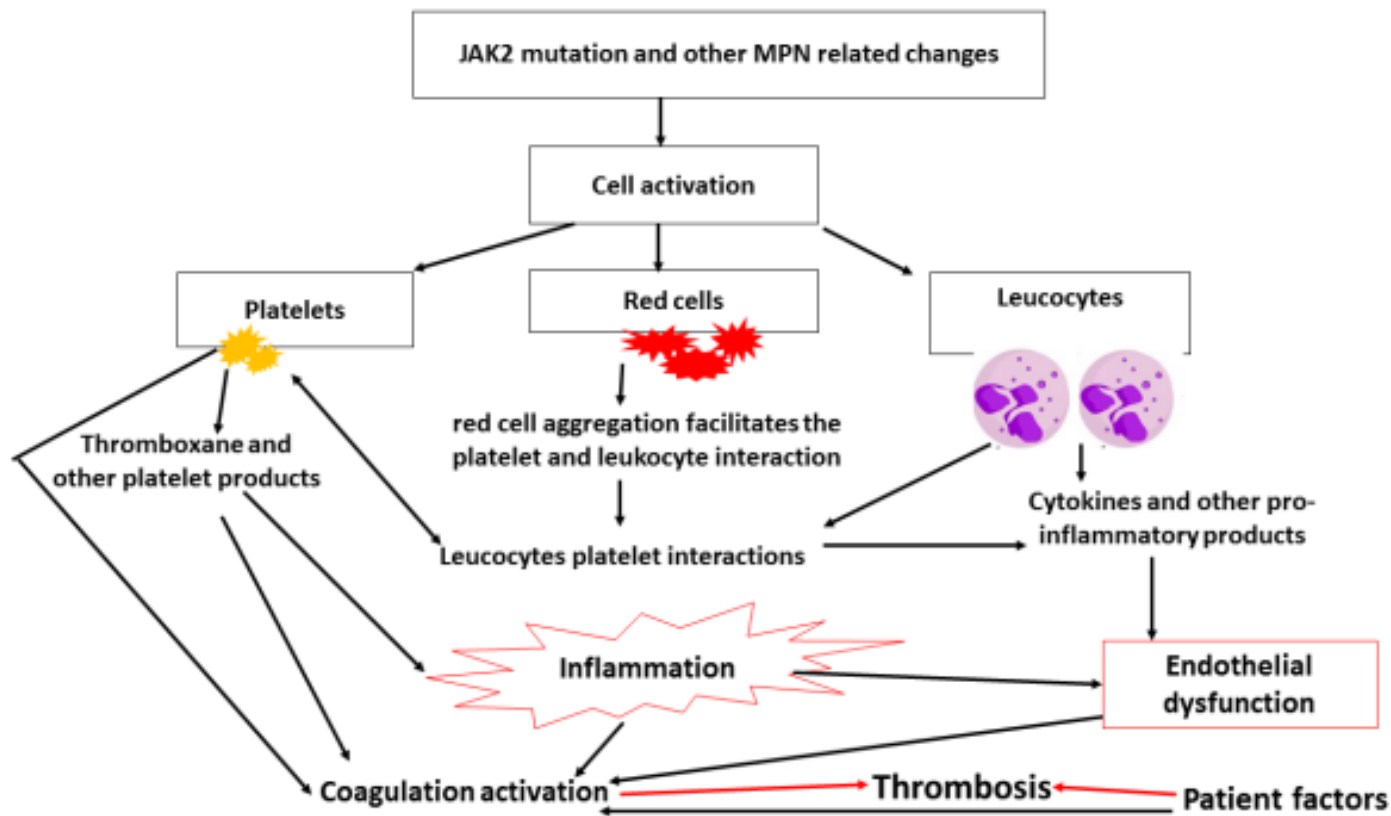 JAK2 mutation and other MPN related changes
Cell activation
Platelets
Red cells
Leucocytes
Thromboxane and
other platelet products
red cell aggregation facilitates the
platelet and leukocyte interaction
Cytokines and other pro-
inflammatory products
Leucocytes platelet interactions
Inflammation
Endothelial
dysfunction
Coagulation activation
Thrombosis
Patient factors